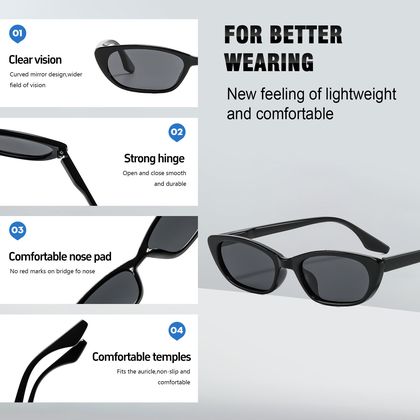 01
Clear vision
Curved mirror design,wider
field of vision
02
Strong hinge
Open and close smooth
and durable
03
Comfortable nose pad
No red marks on bridge fo nose
04
Comfortable temples
Fits the auricle,non-slip and
comfortable
FOR BETTER
WEARING
New feeling of lightweight
and comfortable